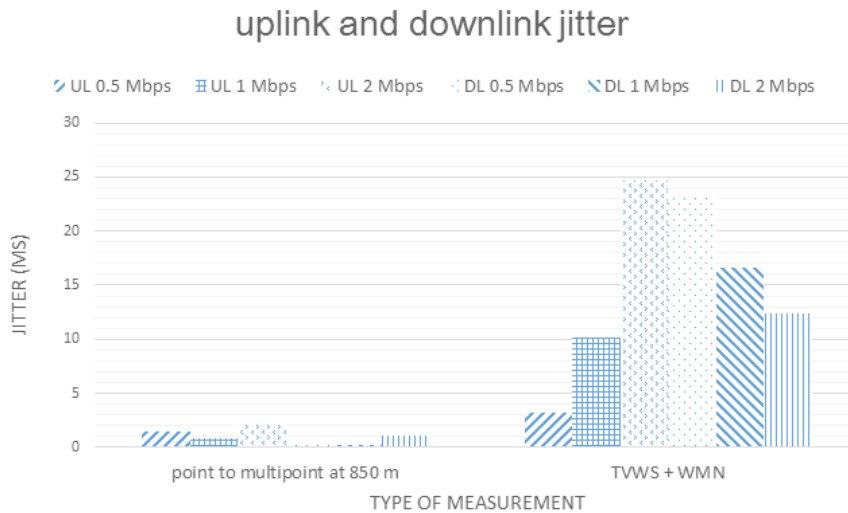 uplink and downlink jitter
UL 0.5 Mbps UL 1 Mbps UL 2 Mbps DL 0.5 Mbps DL 1 Mbps DL 2 Mbps
30
25
20
15
10
5
0
JITTER (MS)
point to multipoint at 850 m TVWS + WMN
TYPE OF MEASUREMENT